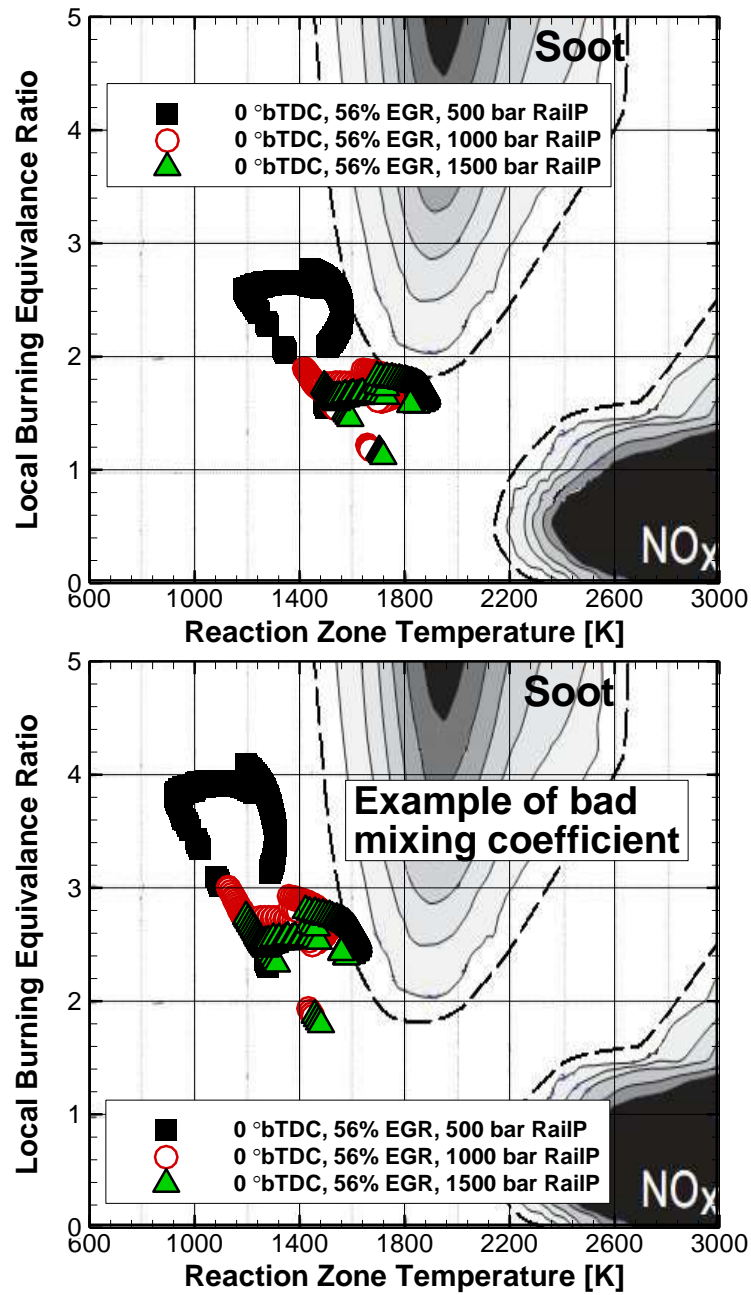 5
4
3
2
1
0
Local Burning Equivalance Ratio
Soot
0 °bTDC, 56% EGR, 500 bar RailP
0 °bTDC, 56% EGR, 1000 bar RailP
0 °bTDC, 56% EGR, 1500 bar RailP
NOx
600 1000 1400 1800 2200 2600 3000
Reaction Zone Temperature [K]
5
4
3
2
1
0
Local Burning Equivalance Ratio
Soot
Example of bad
mixing coefficient
0 °bTDC, 56% EGR, 500 bar RailP
0 °bTDC, 56% EGR, 1000 bar RailP
0 °bTDC, 56% EGR, 1500 bar RailP
NOx
600 1000 1400 1800 2200 2600 3000
Reaction Zone Temperature [K]